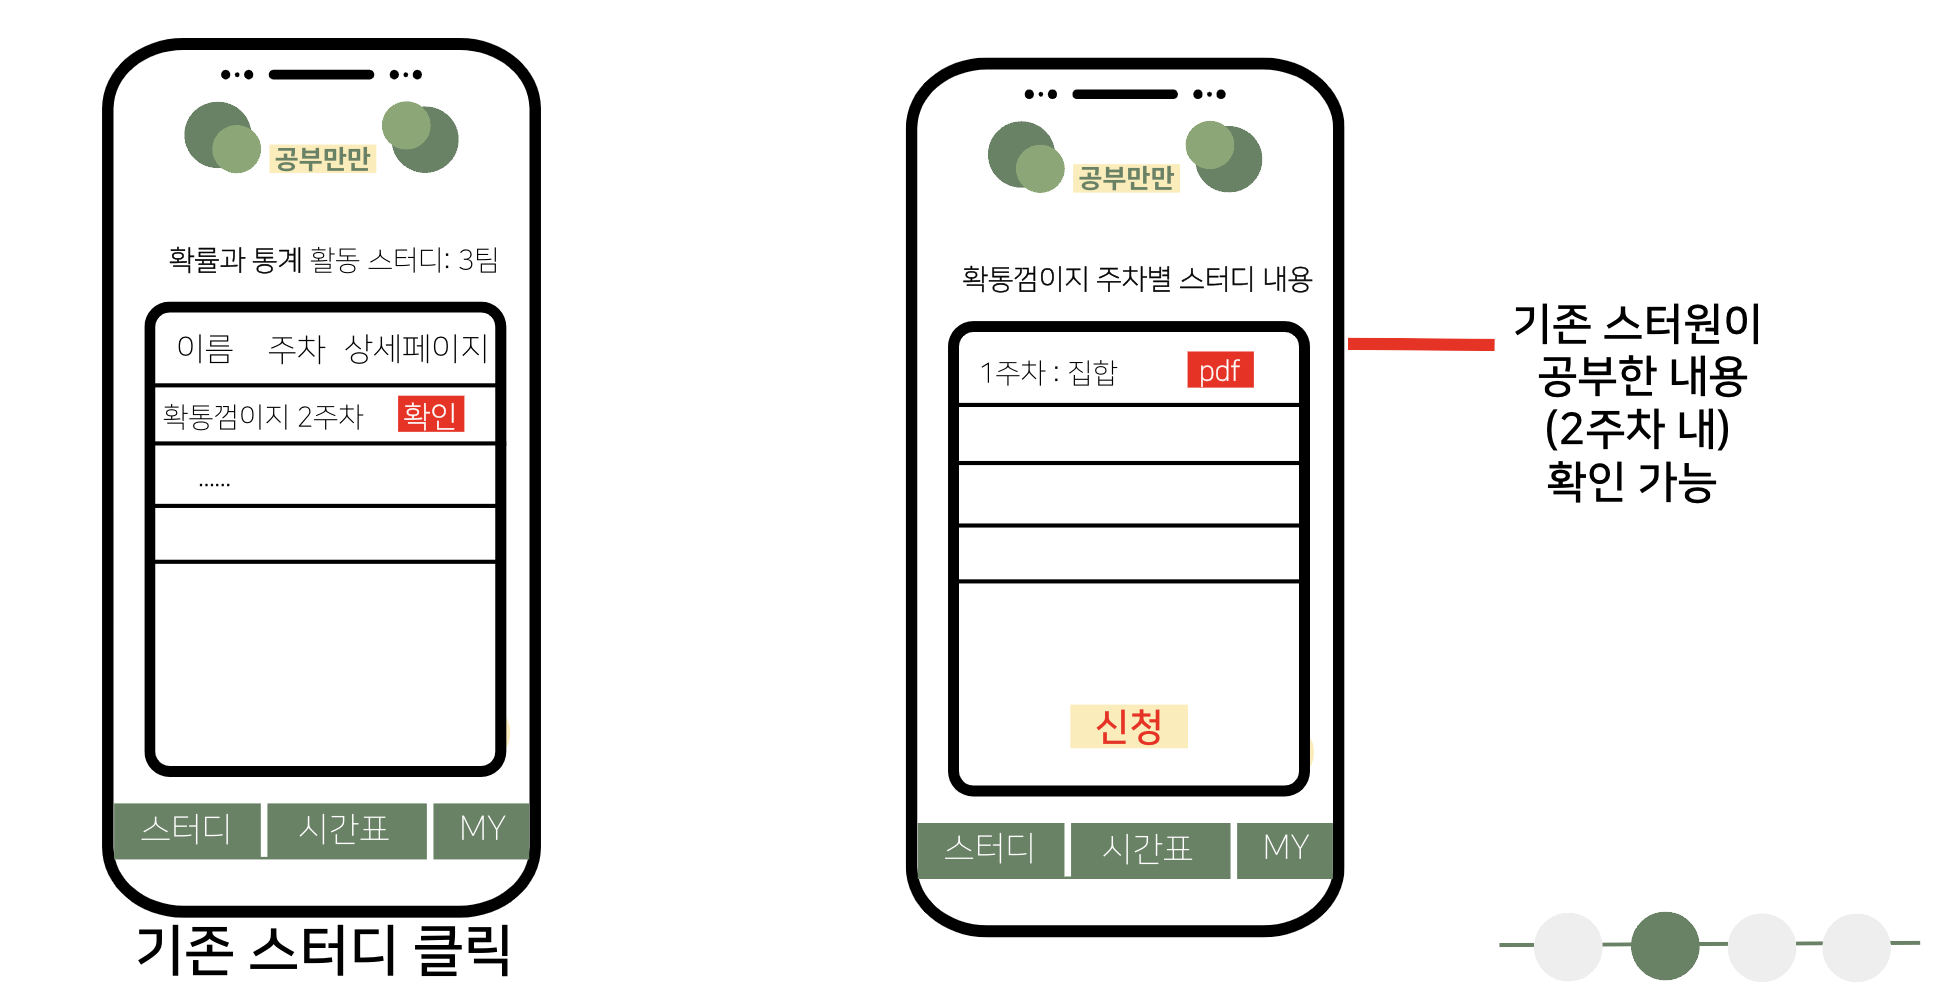 공부만만
확률과 통계 활동 스터디: 3팀
이름 주차 상세페이지
확통껌이지 2주차 확인
......
스터디 시간표 MY
기존 스터디 클릭
공부만만
확통껌이지 주차별 스터디 내용
1주차 : 집합 pdf
신청
스터디 시간표 MY
기존 스터원이
공부한 내용
(2주차 내)
확인 가능